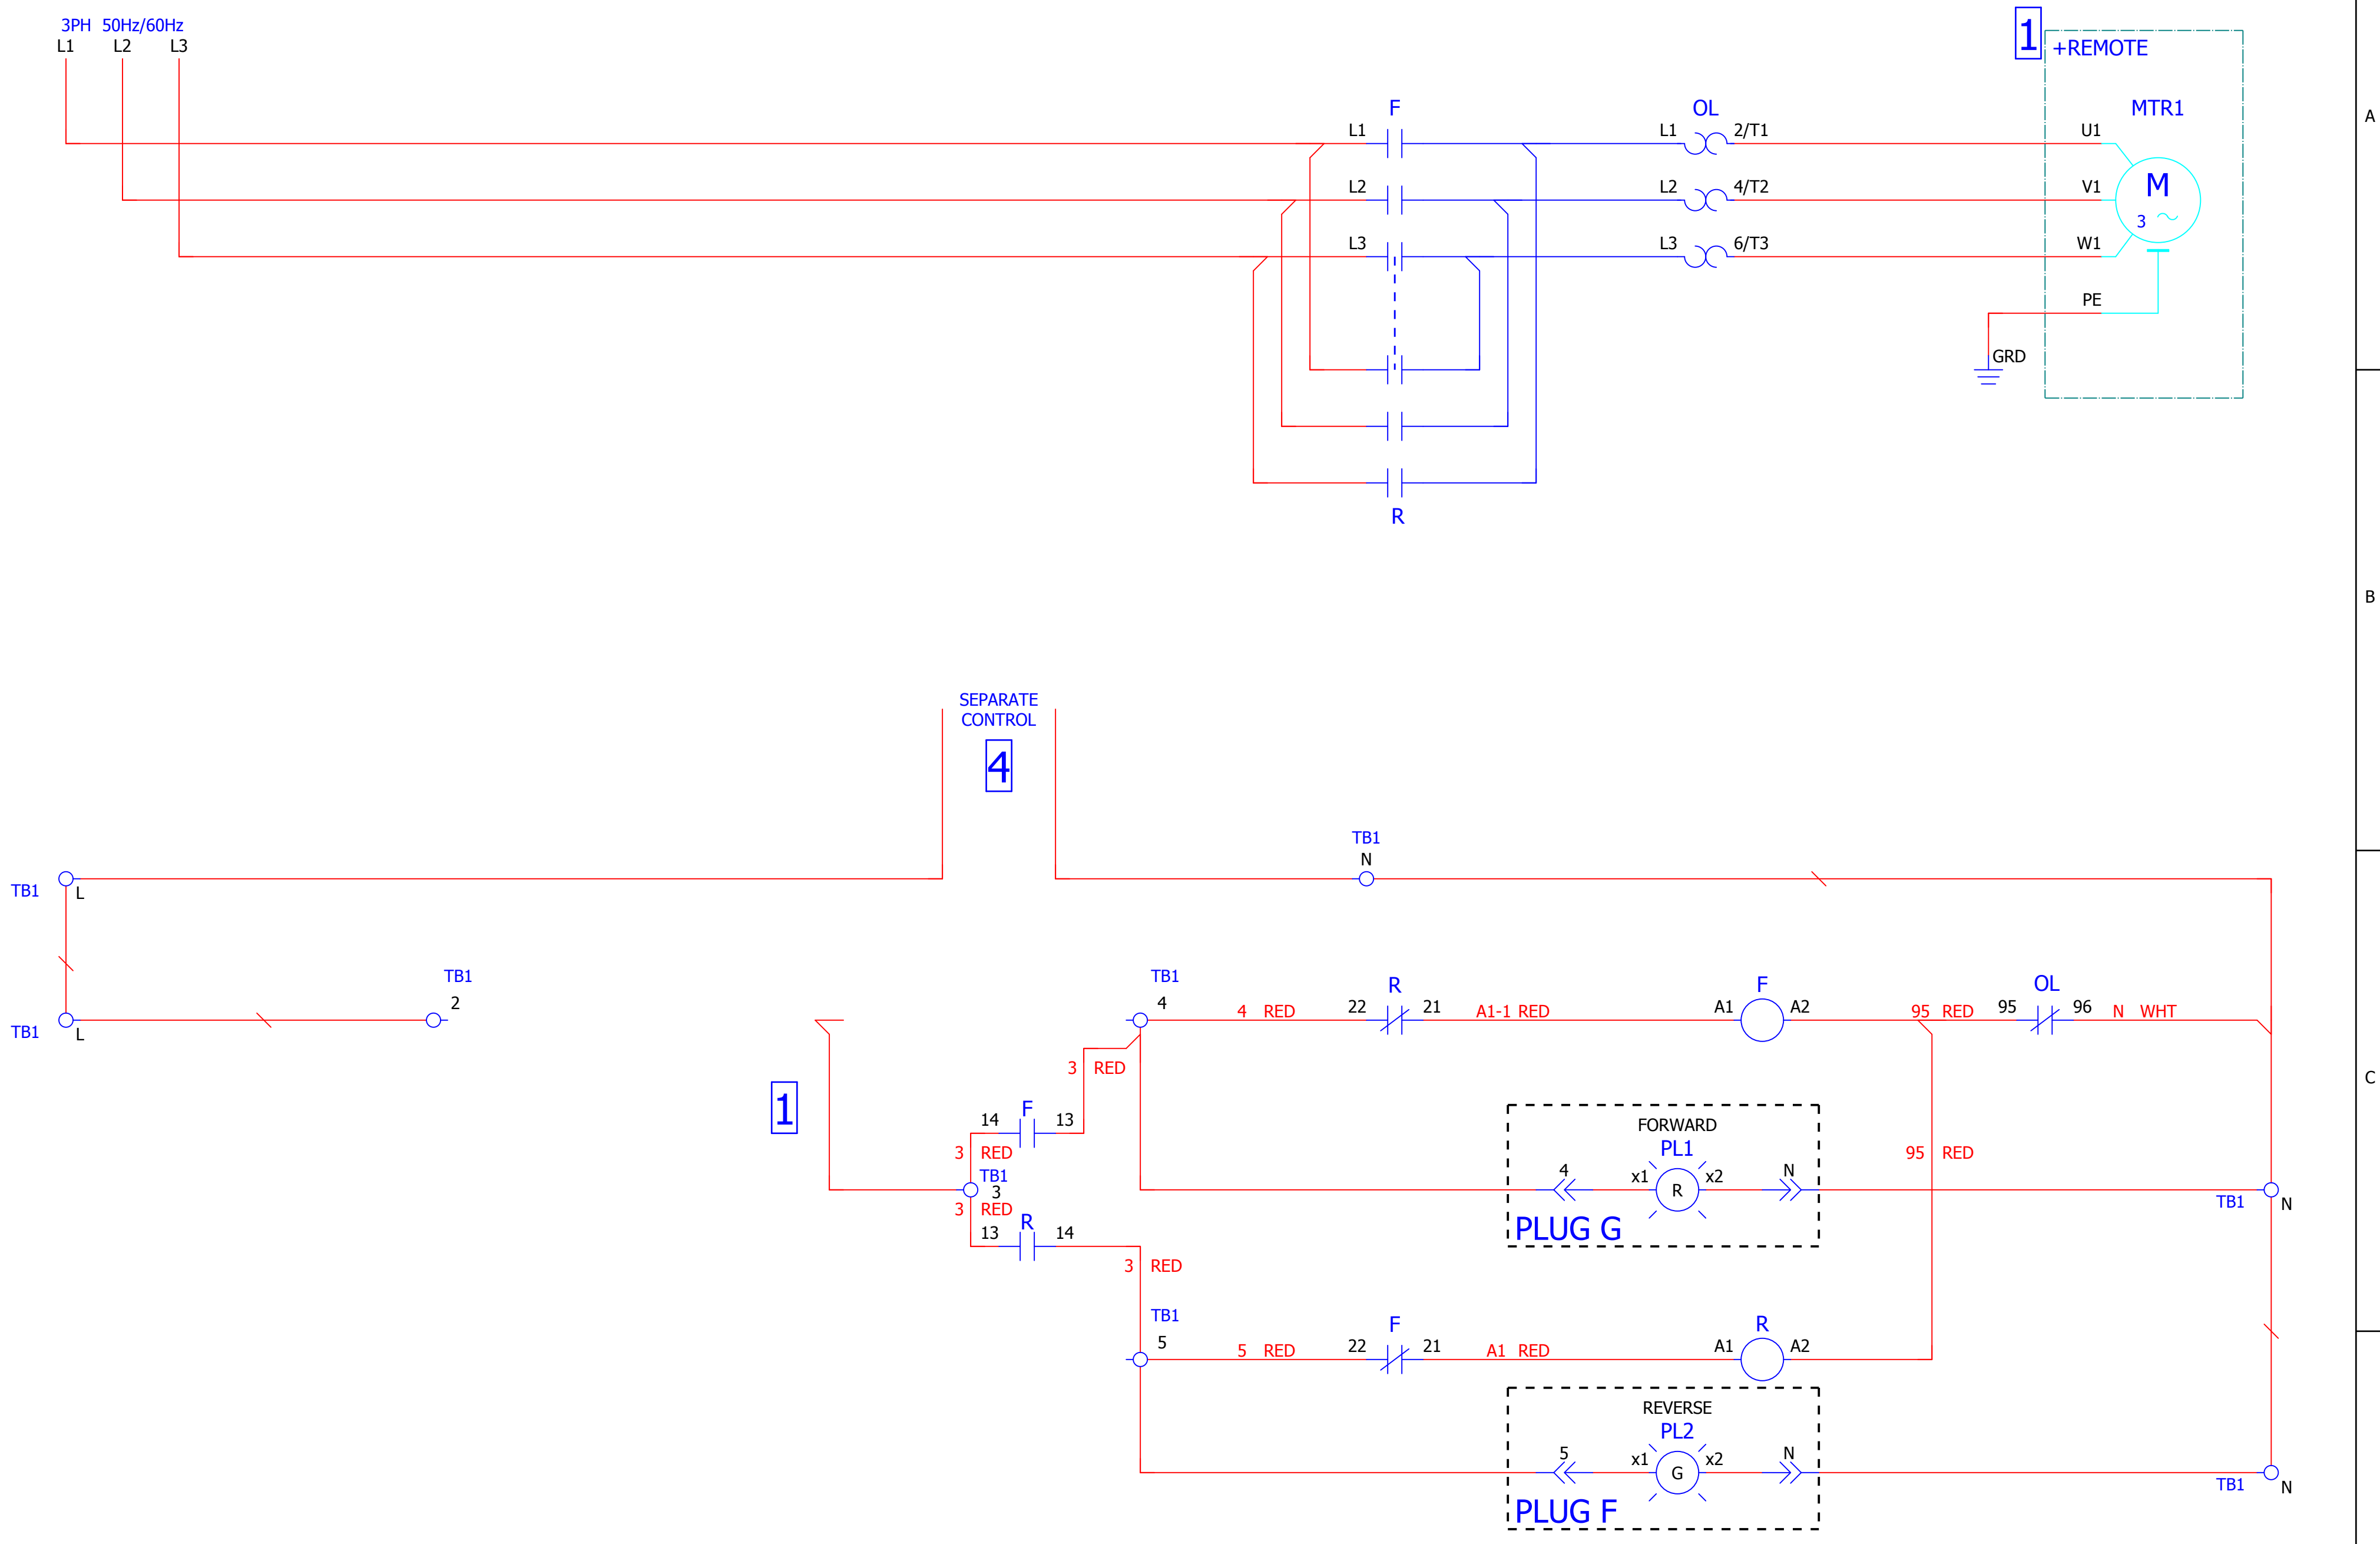 3PH 50Hz/60Hz
L1 L2 L3
1 +REMOTE
F OL MTR1
L1 L1 2/T1 U1
A
L2 L2 4/T2 V1 M
3
L3 L3 6/T3 W1
PE
GRD
R
B
SEPARATE
CONTROL
4
TB1
N
TB1 L
TB1 2
TB1 L
TB1
4
4 RED 22 R 21 A1-1 RED A1 F A2 95 RED 95 OL 96 N WHT
3 RED
C
1
14 F 13
3 RED
TB1
3
3 RED
13 R 14
3 RED
FORWARD
PL1
4 x1 R x2 N
PLUG G
95 RED
TB1 N
TB1
5
5 RED 22 F 21 A1 RED A1 R A2
REVERSE
PL2
5 x1 G x2 N
PLUG F
TB1 N